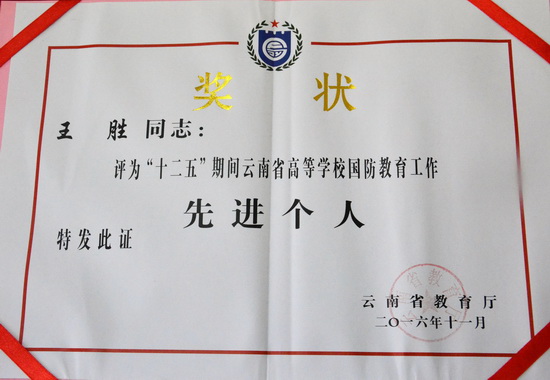 奖状
王胜同志：
评为“十二五”期间云南省高等学校国防教育工作
先进个人
特发此证
云南省教育厅
二〇一六年十一月